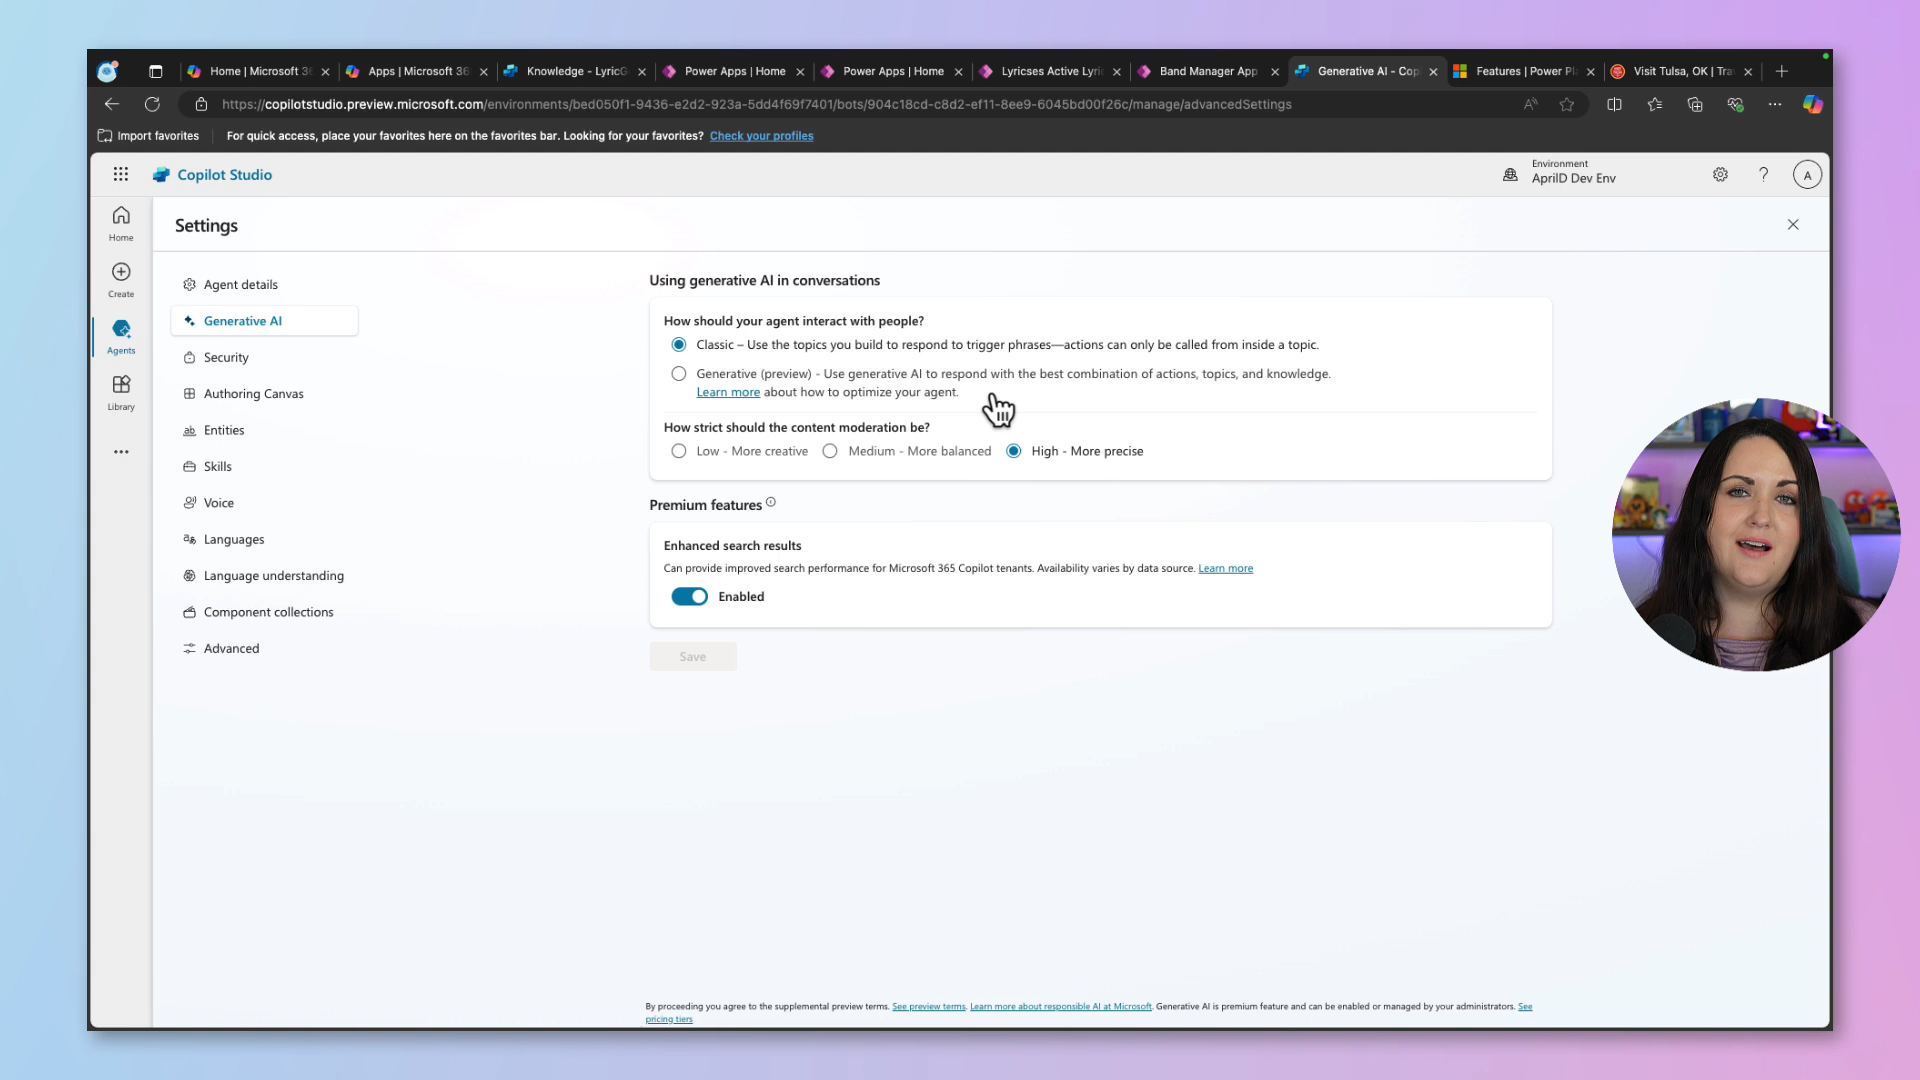 Home | Microsoft 36
Apps | Microsoft 36
Knowledge - LyricG
Power Apps | Home
Power Apps | Home
Lyricses Active Lyri
Band Manager App
Generative AI - Cop
Features | Power Pl
Visit Tulsa, OK | Tra
https://copilotstudio.preview.microsoft.com/environments/bed050f1-9436-e2d2-923a-5dd4f69f7401/bots/904c18cd-c8d2-ef11-8ee9-6045bd00f26c/manage/advancedSettings
Import favorites
For quick access, place your favorites here on the favorites bar. Looking for your favorites? Check your profiles
Copilot Studio
Environment
AprilD Dev Env
A
Home
Create
Agents
Library
Settings
Agent details
Generative AI
Security
Authoring Canvas
Entities
Skills
Voice
Languages
Language understanding
Component collections
Advanced
Using generative AI in conversations
How should your agent interact with people?
Classic – Use the topics you build to respond to trigger phrases—actions can only be called from inside a topic.
Generative (preview) - Use generative AI to respond with the best combination of actions, topics, and knowledge.
Learn more about how to optimize your agent.
How strict should the content moderation be?
Low - More creative
Medium - More balanced
High - More precise
Premium features
Enhanced search results
Can provide improved search performance for Microsoft 365 Copilot tenants. Availability varies by data source. Learn more
Enabled
Save
By proceeding you agree to the supplemental preview terms. See preview terms. Learn more about responsible AI at Microsoft. Generative AI is premium feature and can be enabled or managed by your administrators. See
pricing tiers